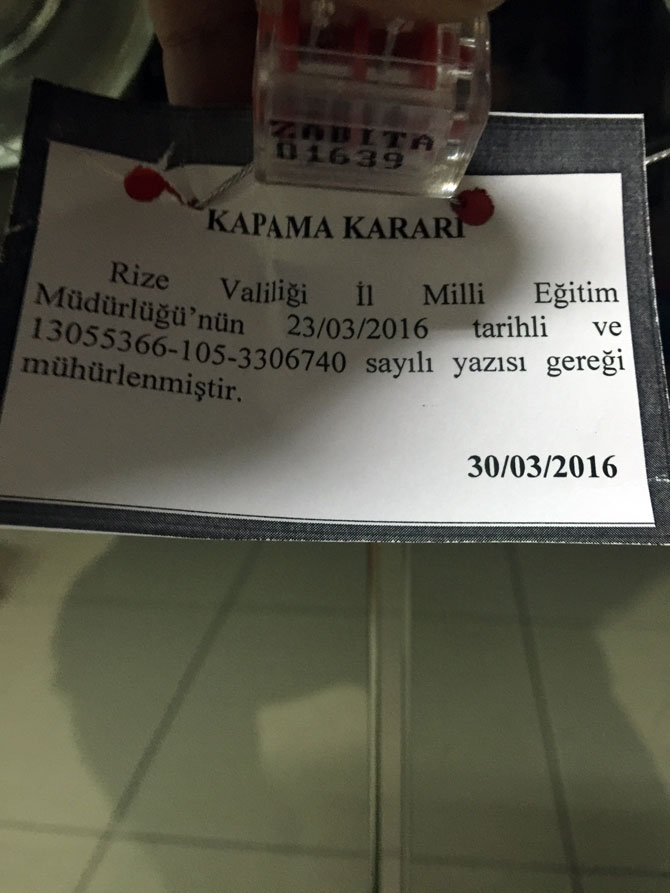 ZABITA
01639
KAPAMA KARARI
Rize Valiliği İl Milli Eğitim
Müdürlüğü’nün 23/03/2016 tarihli ve
13055366-105-3306740 sayılı yazısı gereği
mühürlenmiştir.
30/03/2016